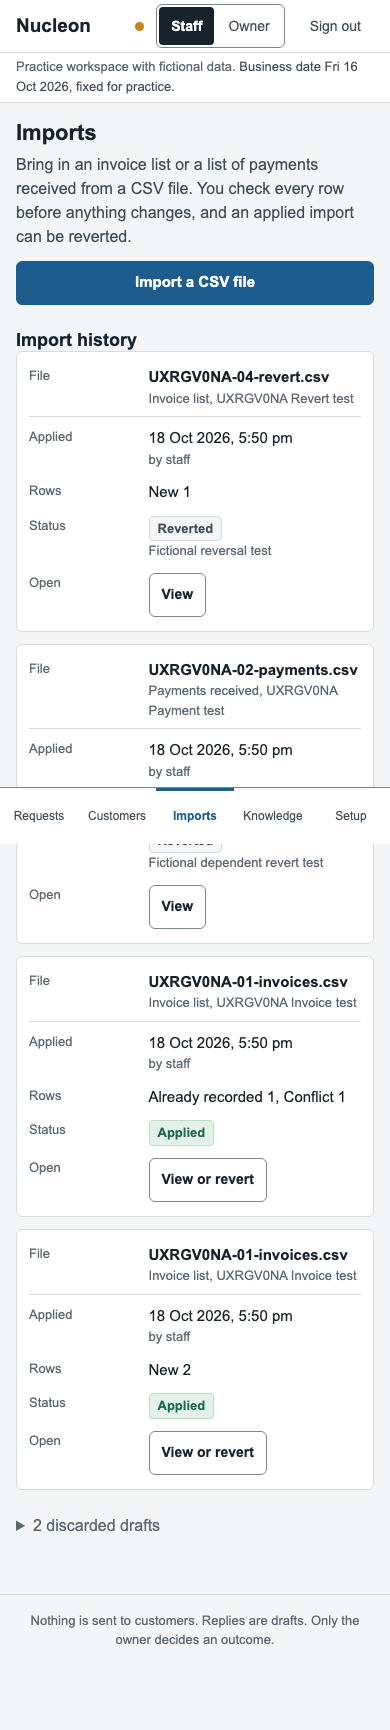 Nucleon
Staff
Owner
Sign out
Practice workspace with fictional data. Business date Fri 16
Oct 2026, fixed for practice.
Imports
Bring in an invoice list or a list of payments
received from a CSV file. You check every row
before anything changes, and an applied import
can be reverted.
Import a CSV file
Import history
File
UXRGV0NA-04-revert.csv
Invoice list, UXRGV0NA Revert test
Applied
18 Oct 2026, 5:50 pm
by staff
Rows
New 1
Status
Reverted
Fictional reversal test
Open
View
File
UXRGV0NA-02-payments.csv
Payments received, UXRGV0NA
Payment test
Applied
18 Oct 2026, 5:50 pm
by staff
Requests
Customers
Imports
Knowledge
Setup
Fictional dependent revert test
Open
View
File
UXRGV0NA-01-invoices.csv
Invoice list, UXRGV0NA Invoice test
Applied
18 Oct 2026, 5:50 pm
by staff
Rows
Already recorded 1, Conflict 1
Status
Applied
Open
View or revert
File
UXRGV0NA-01-invoices.csv
Invoice list, UXRGV0NA Invoice test
Applied
18 Oct 2026, 5:50 pm
by staff
Rows
New 2
Status
Applied
Open
View or revert
2 discarded drafts
Nothing is sent to customers. Replies are drafts. Only the
owner decides an outcome.